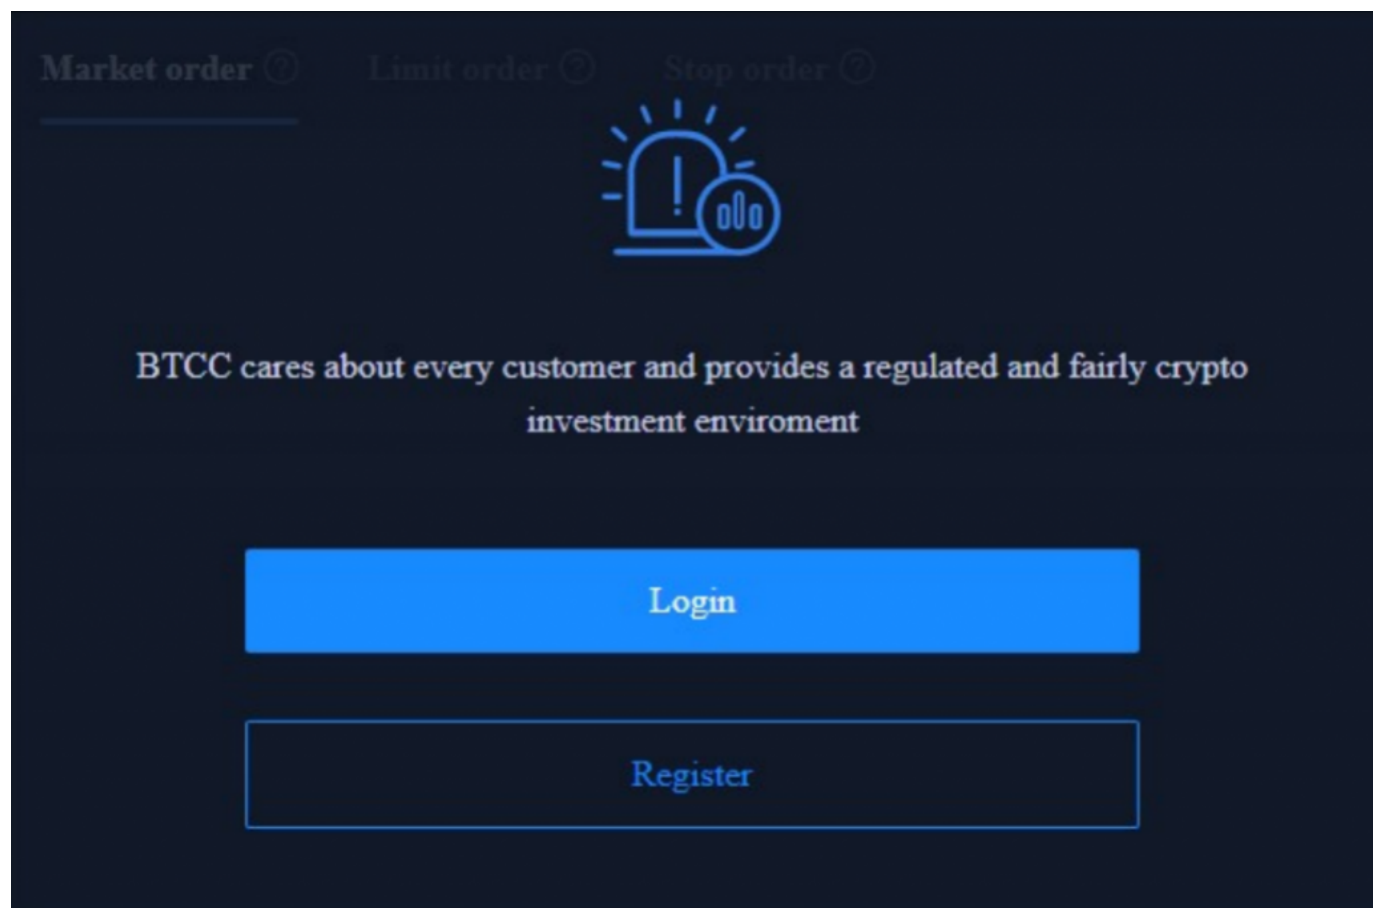 Market order Limit order Stop order
BTCC cares about every customer and provides a regulated and fairly crypto
investment enviroment
Login
Register